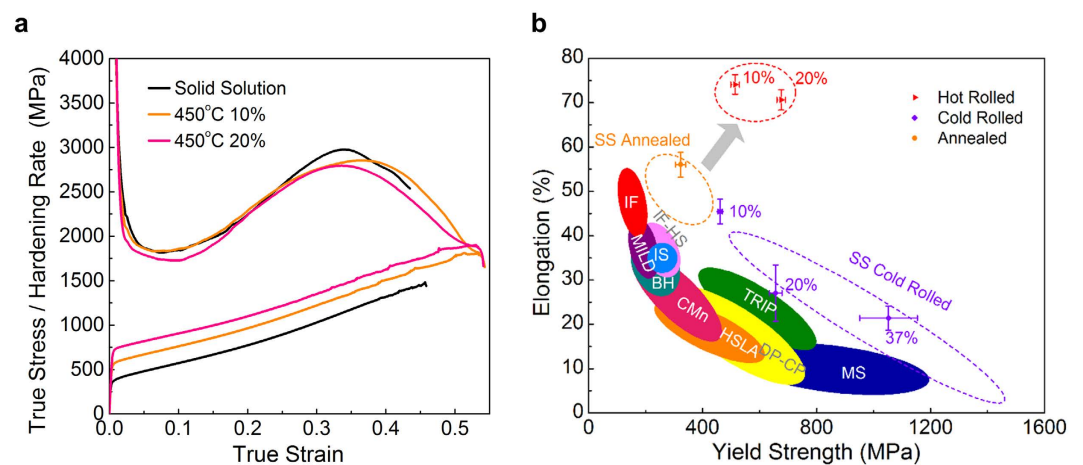 a
True Stress / Hardening Rate (MPa)
4000
3500
3000
2500
2000
1500
1000
500
0
0.0
0.1
0.2
0.3
0.4
0.5
True Strain
Solid Solution
450°C 10%
450°C 20%
b
Elongation (%)
80
70
60
50
40
30
20
10
0
0
400
800
1200
1600
Yield Strength (MPa)
10%
20%
Hot Rolled
Cold Rolled
Annealed
SS Annealed
IF
IF-HS
10%
MILD
IS
BH
SS Cold Rolled
20%
TRIP
CMn
37%
HSLA
DP-CP
MS